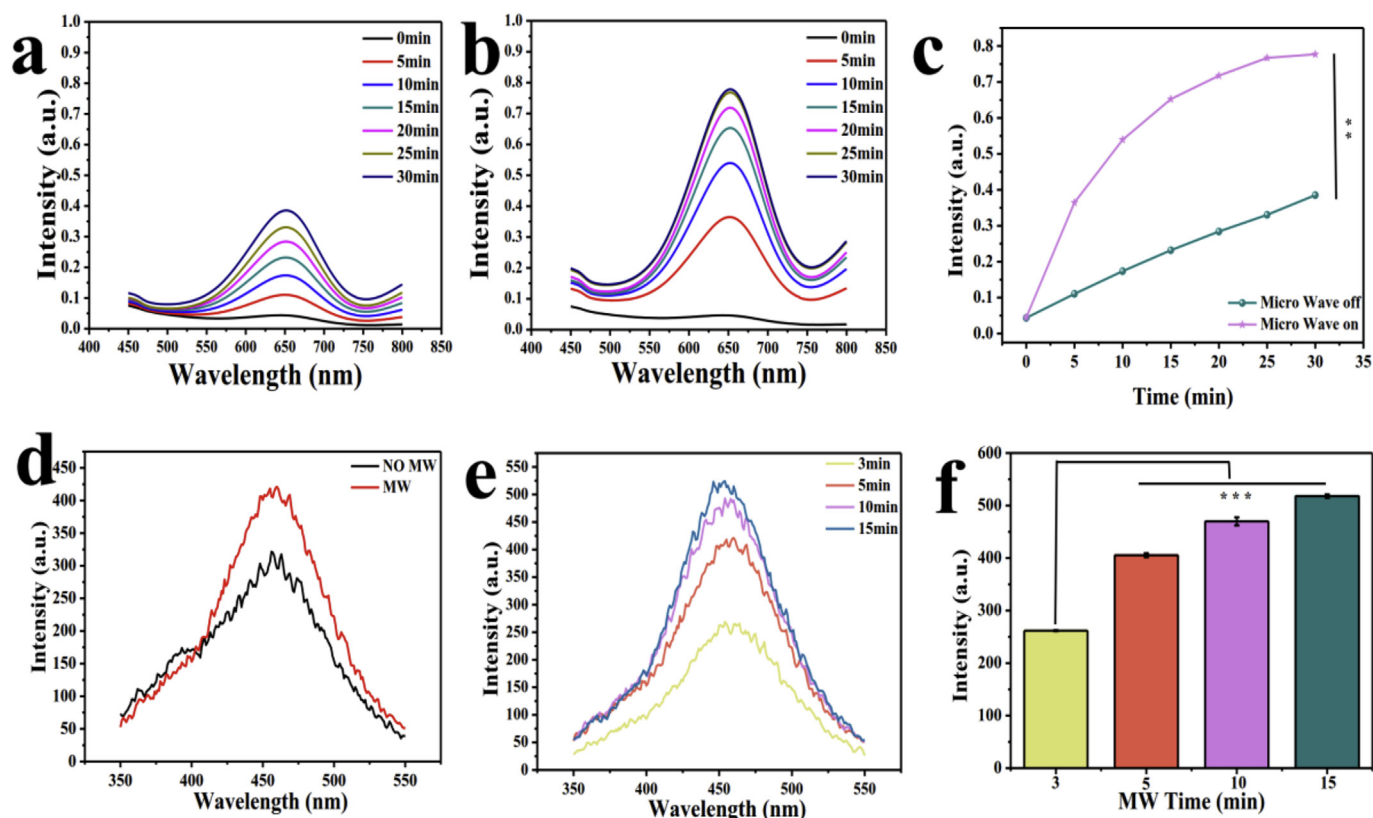 a
Intensity (a.u.)
1.0
0.9
0.8
0.7
0.6
0.5
0.4
0.3
0.2
0.1
0.0
400 450 500 550 600 650 700 750 800 850
Wavelength (nm)
0min
5min
10min
15min
20min
25min
30min
b
Intensity (a.u.)
1.0
0.9
0.8
0.7
0.6
0.5
0.4
0.3
0.2
0.1
0.0
400 450 500 550 600 650 700 750 800 850
Wavelength (nm)
0min
5min
10min
15min
20min
25min
30min
c
Intensity (a.u.)
0.8
0.7
0.6
0.5
0.4
0.3
0.2
0.1
0.0
0 5 10 15 20 25 30 35
Time (min)
**
Micro Wave off
Micro Wave on
d
Intensity (a.u.)
450
400
350
300
250
200
150
100
50
0
350 400 450 500 550
Wavelength (nm)
NO MW
MW
e
Intensity (a.u.)
550
500
450
400
350
300
250
200
150
100
50
0
350 400 450 500 550
Wavelength (nm)
3min
5min
10min
15min
f
Intensity (a.u.)
600
500
400
300
200
100
0
3 5 10 15
MW Time (min)
***